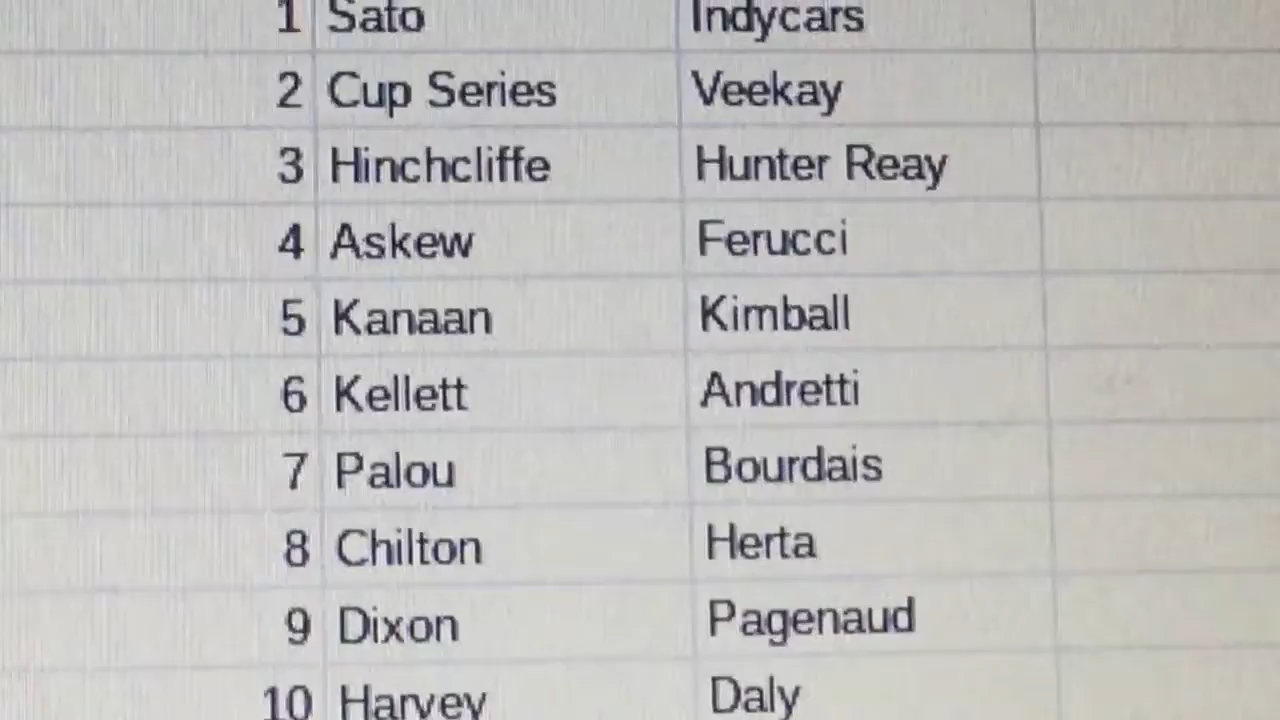 1 Sato Indycars
2 Cup Series Veekay
3 Hinchcliffe Hunter Reay
4 Askew Ferucci
5 Kanaan Kimball
6 Kellett Andretti
7 Palou Bourdais
8 Chilton Herta
9 Dixon Pagenaud
10 Harvey Daly